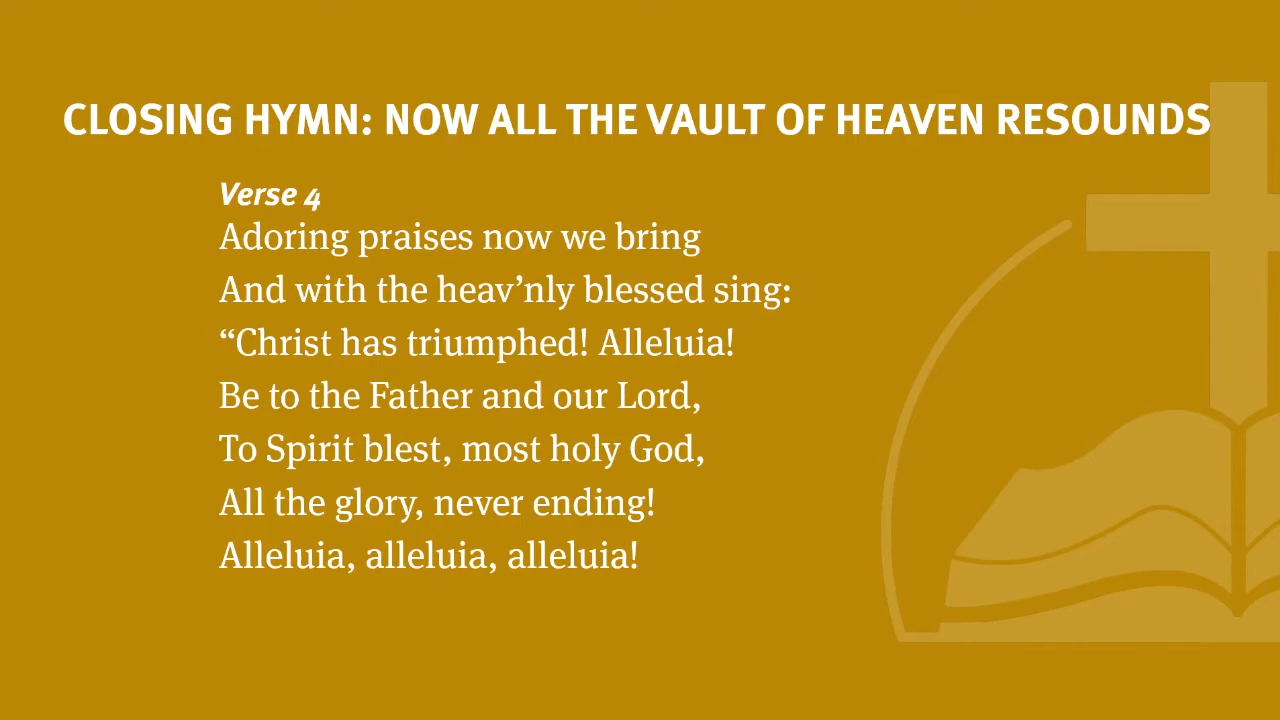 CLOSING HYMN: NOW ALL THE VAULT OF HEAVEN RESOUNDS
Verse 4
Adoring praises now we bring
And with the heav’nly blessed sing:
“Christ has triumphed! Alleluia!
Be to the Father and our Lord,
To Spirit blest, most holy God,
All the glory, never ending!
Alleluia, alleluia, alleluia!